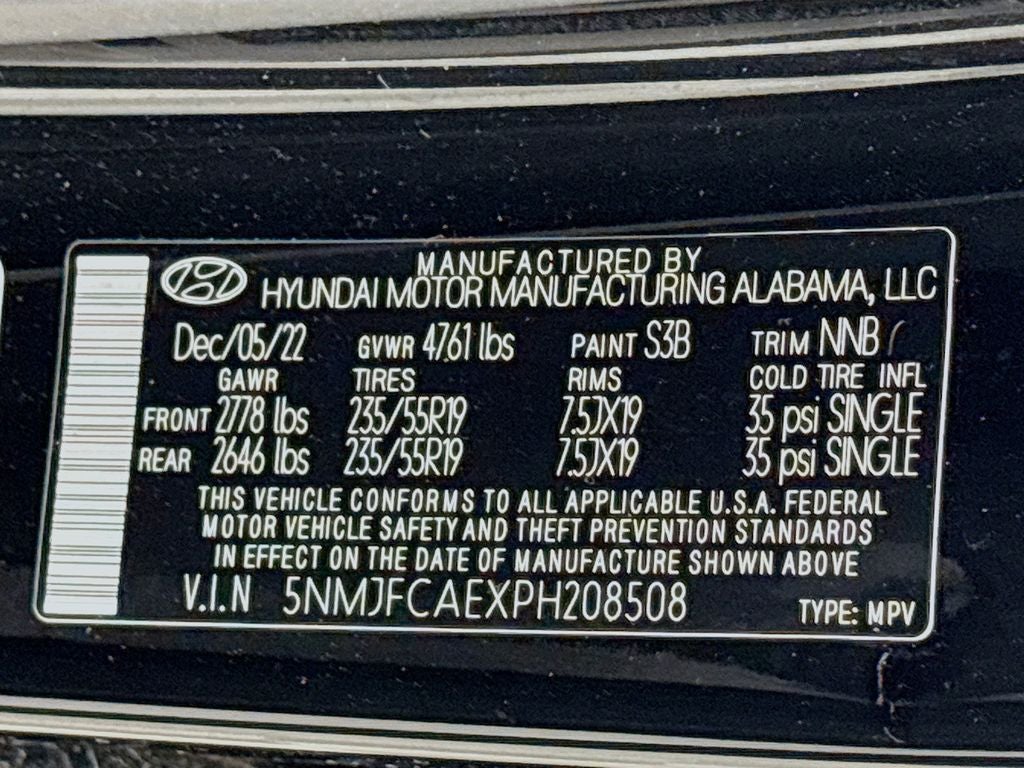 MANUFACTURED BY
HYUNDAI MOTOR MANUFACTURING ALABAMA, LLC
Dec/05/22 GVWR 4761 lbs PAINT S3B TRIM NNB
GAWR TIRES RIMS COLD TIRE INFL
FRONT 2778 lbs 235/55R19 7.5JX19 35 psi SINGLE
REAR 2646 lbs 235/55R19 7.5JX19 35 psi SINGLE
THIS VEHICLE CONFORMS TO ALL APPLICABLE U.S.A. FEDERAL
MOTOR VEHICLE SAFETY AND THEFT PREVENTION STANDARDS
IN EFFECT ON THE DATE OF MANUFACTURE SHOWN ABOVE
V.I.N 5NMJFCAEXPH208508 TYPE: MPV